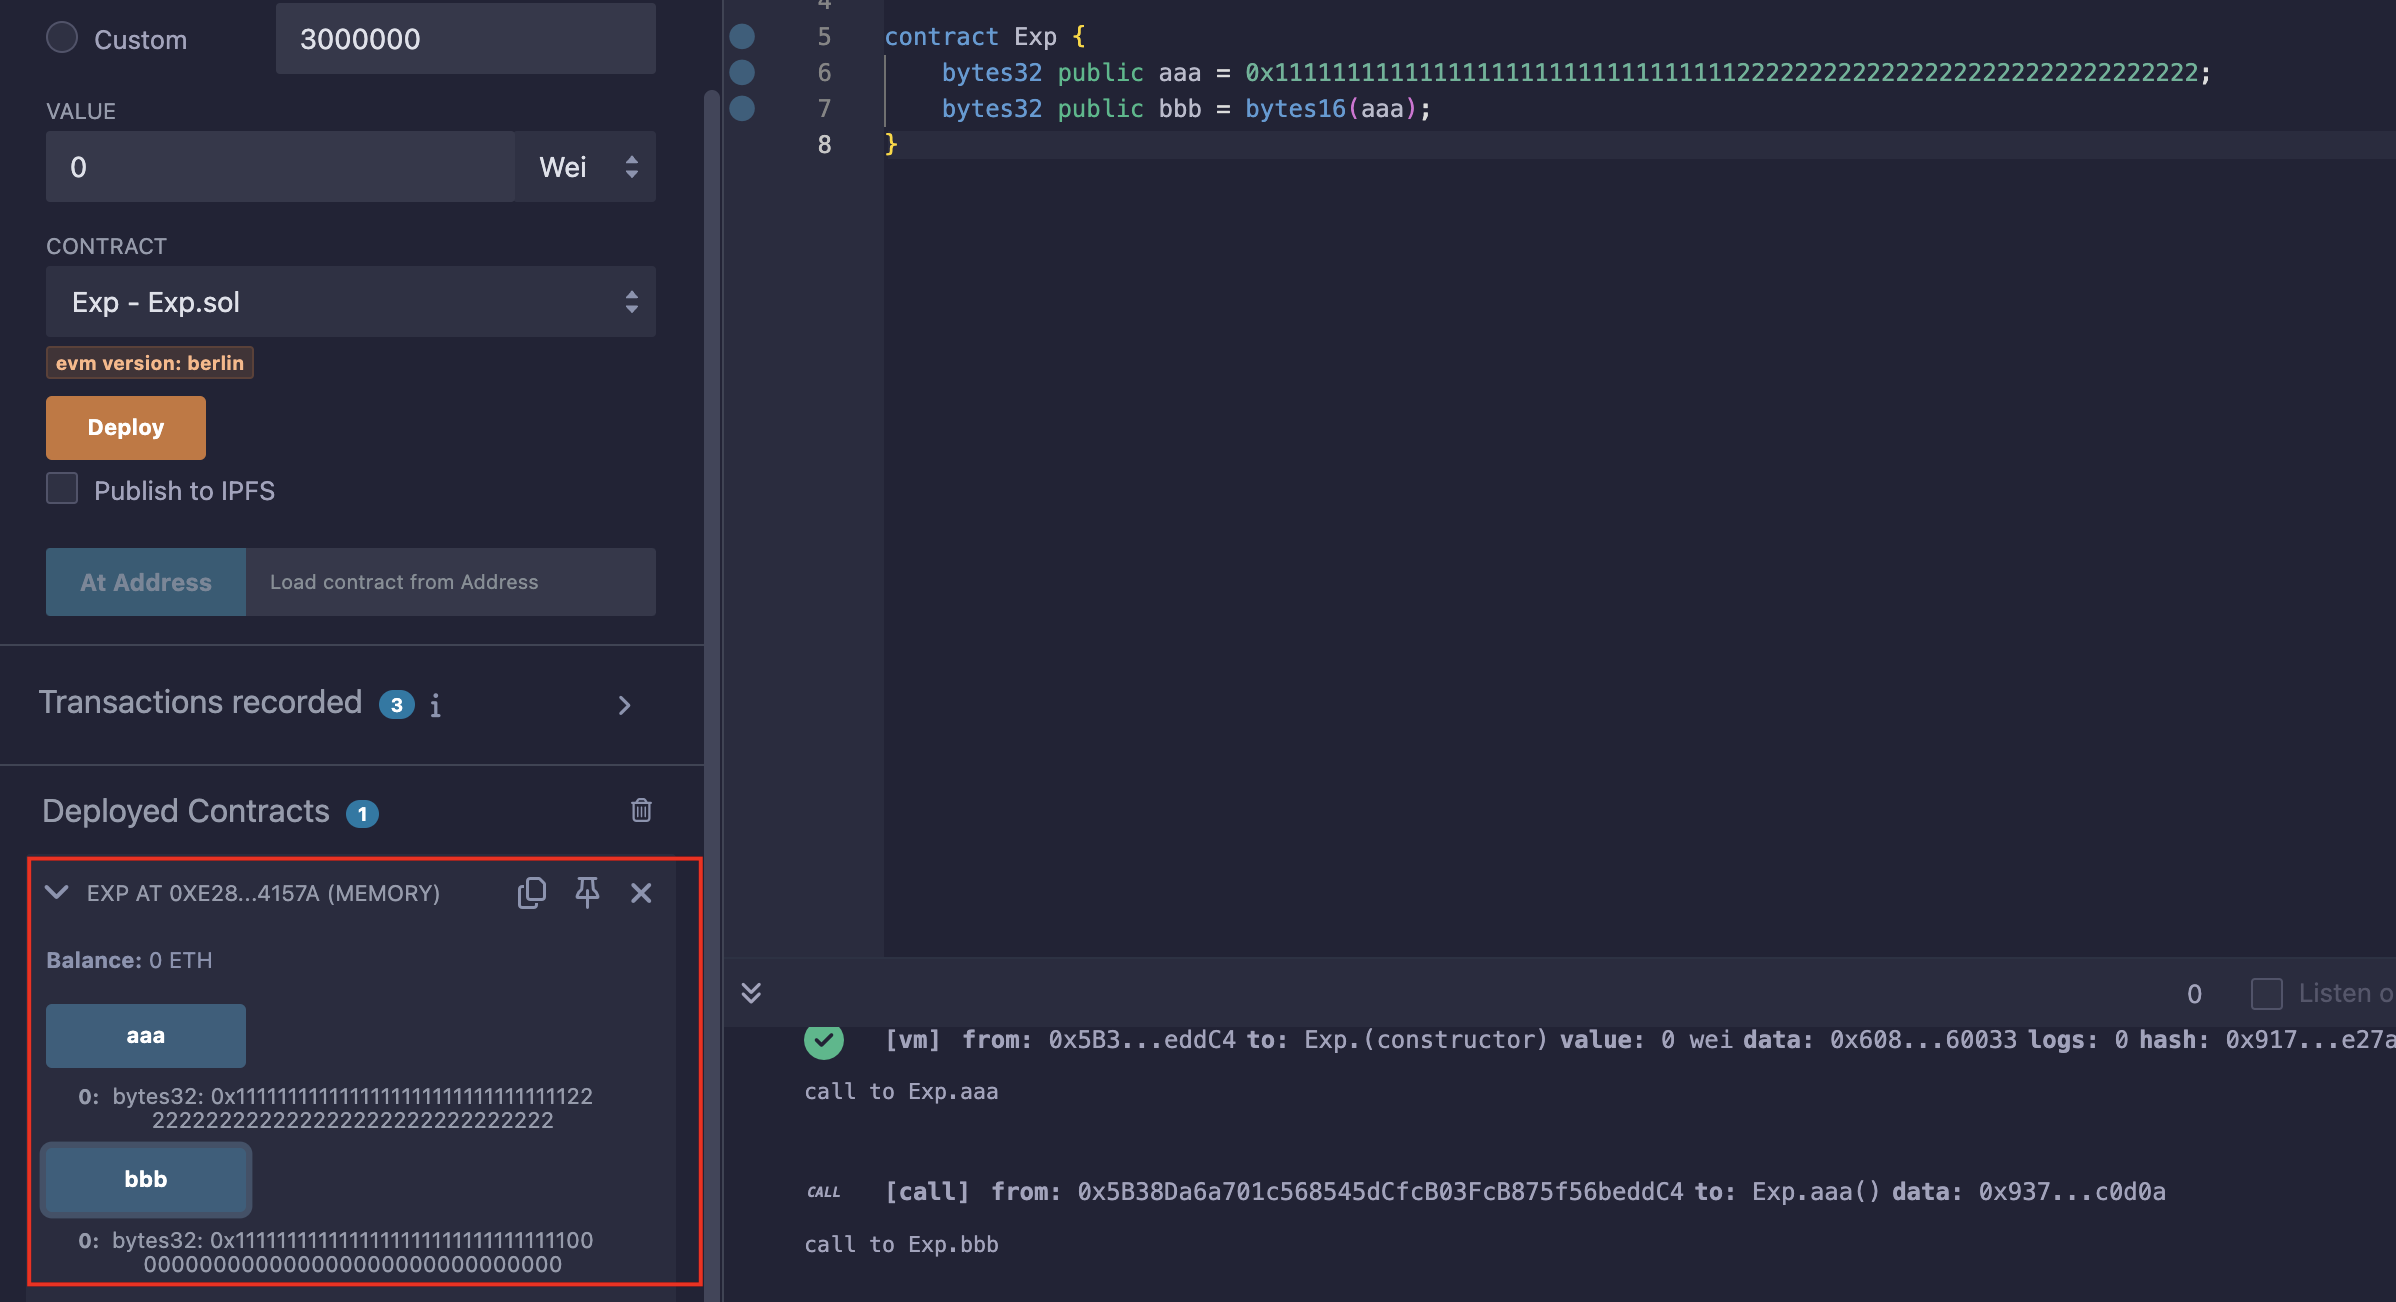 Custom
3000000
VALUE
0
Wei
CONTRACT
Exp - Exp.sol
evm version: berlin
Deploy
Publish to IPFS
At Address
Load contract from Address
Transactions recorded 3 i
Deployed Contracts 1
EXP AT 0XE28...4157A (MEMORY)
Balance: 0 ETH
aaa
0: bytes32: 0x1111111111111111111111111111111122
222222222222222222222222222222
bbb
0: bytes32: 0x1111111111111111111111111111111100
000000000000000000000000000000
4
5 contract Exp {
6 bytes32 public aaa = 0x1111111111111111111111111111111122222222222222222222222222222222;
7 bytes32 public bbb = bytes16(aaa);
8 }
0
Listen o
[vm] from: 0x5B3...eddC4 to: Exp.(constructor) value: 0 wei data: 0x608...60033 logs: 0 hash: 0x917...e27a
call to Exp.aaa
CALL [call] from: 0x5B38Da6a701c568545dCfcB03FcB875f56beddC4 to: Exp.aaa() data: 0x937...c0d0a
call to Exp.bbb